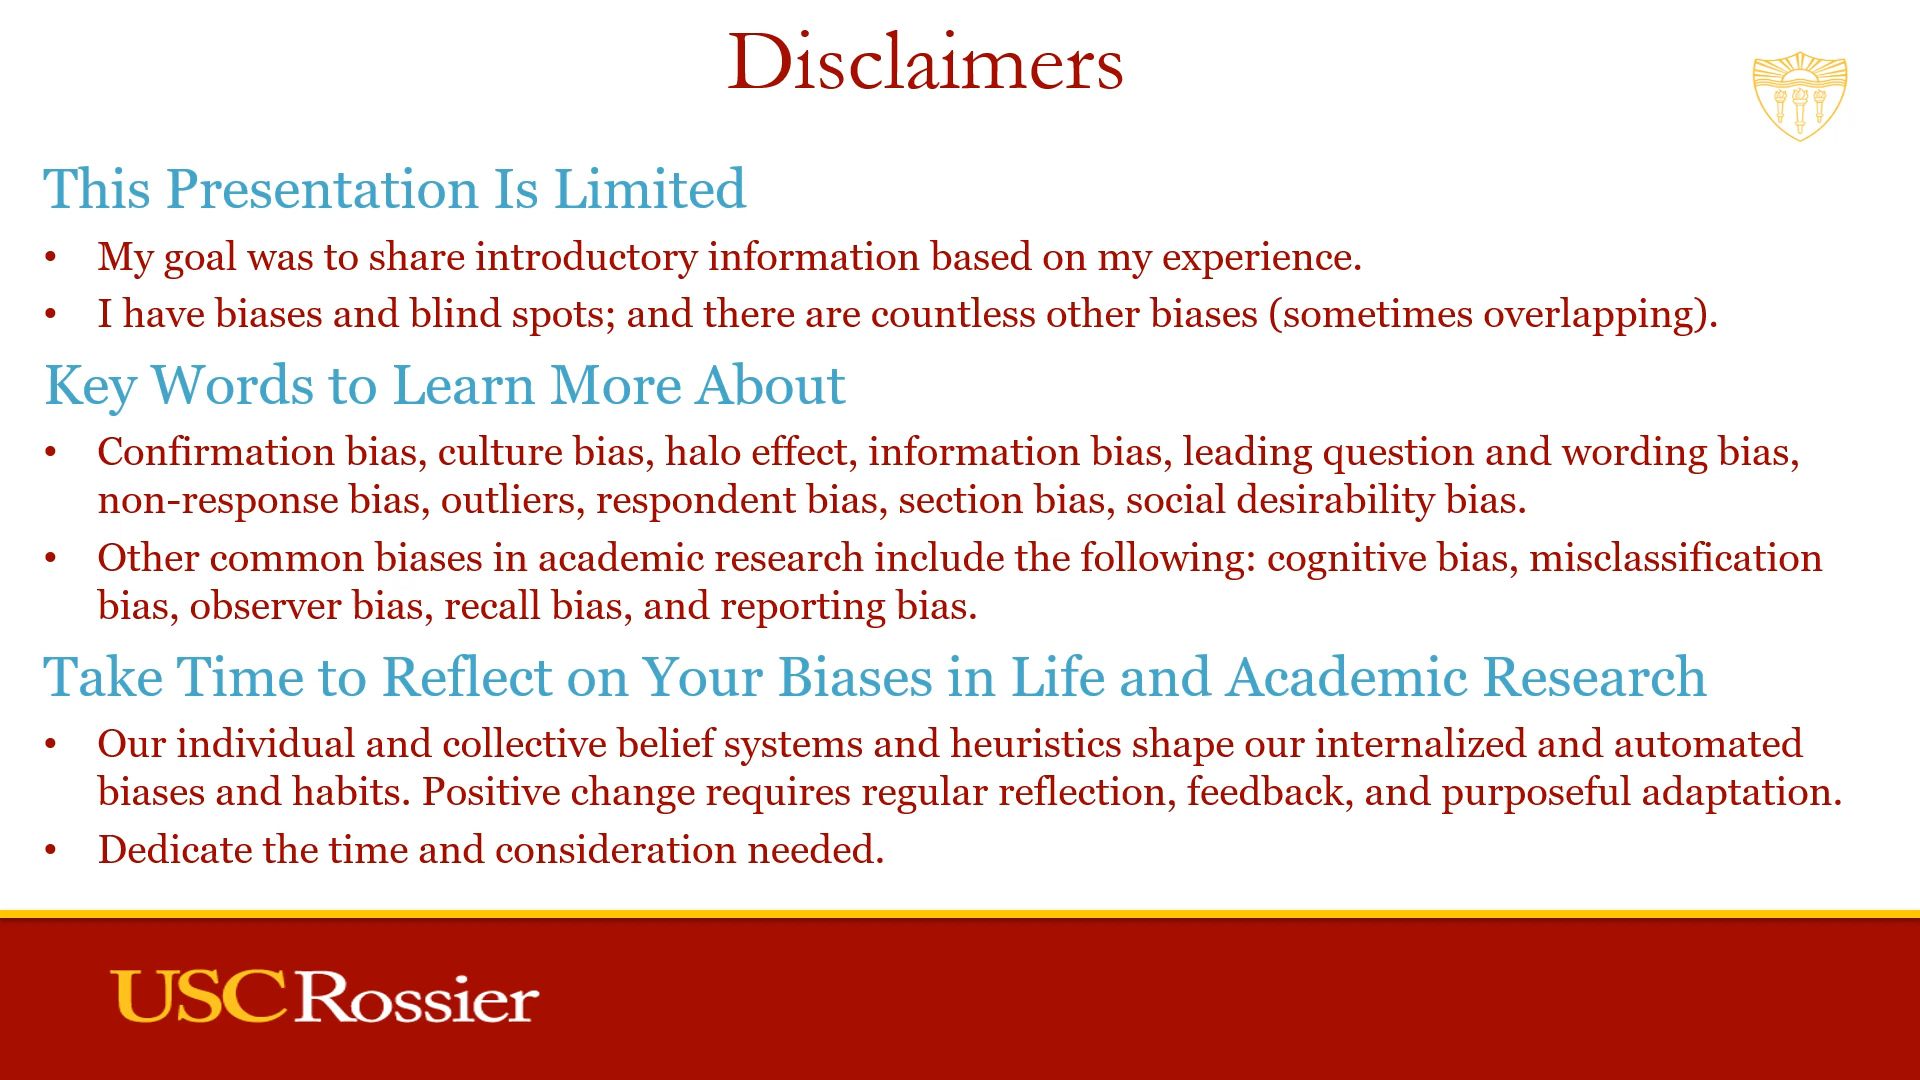 Disclaimers
This Presentation Is Limited
• My goal was to share introductory information based on my experience.
• I have biases and blind spots; and there are countless other biases (sometimes overlapping).
Key Words to Learn More About
• Confirmation bias, culture bias, halo effect, information bias, leading question and wording bias,
non-response bias, outliers, respondent bias, section bias, social desirability bias.
• Other common biases in academic research include the following: cognitive bias, misclassification
bias, observer bias, recall bias, and reporting bias.
Take Time to Reflect on Your Biases in Life and Academic Research
• Our individual and collective belief systems and heuristics shape our internalized and automated
biases and habits. Positive change requires regular reflection, feedback, and purposeful adaptation.
• Dedicate the time and consideration needed.
USC Rossier